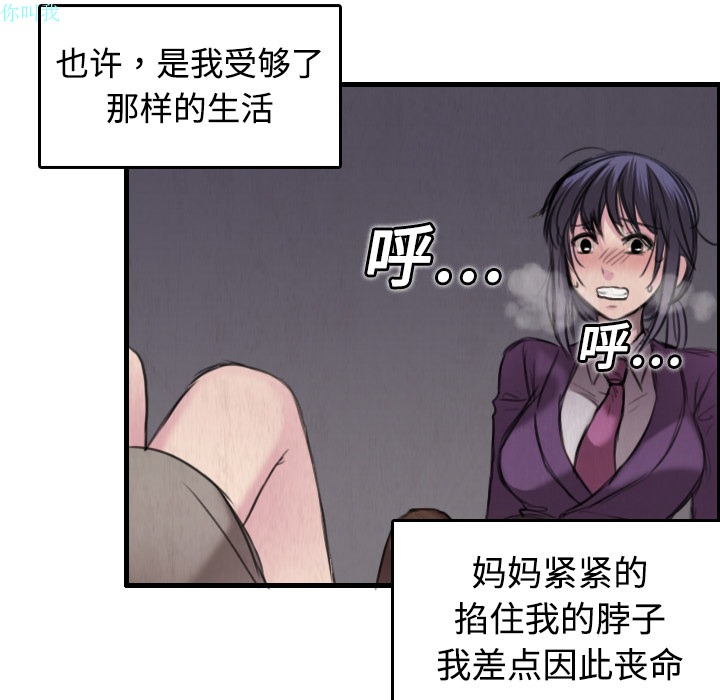 你叫我
也许，是我受够了
那样的生活
呼…
呼…
妈妈紧紧的
掐住我的脖子
我差点因此丧命